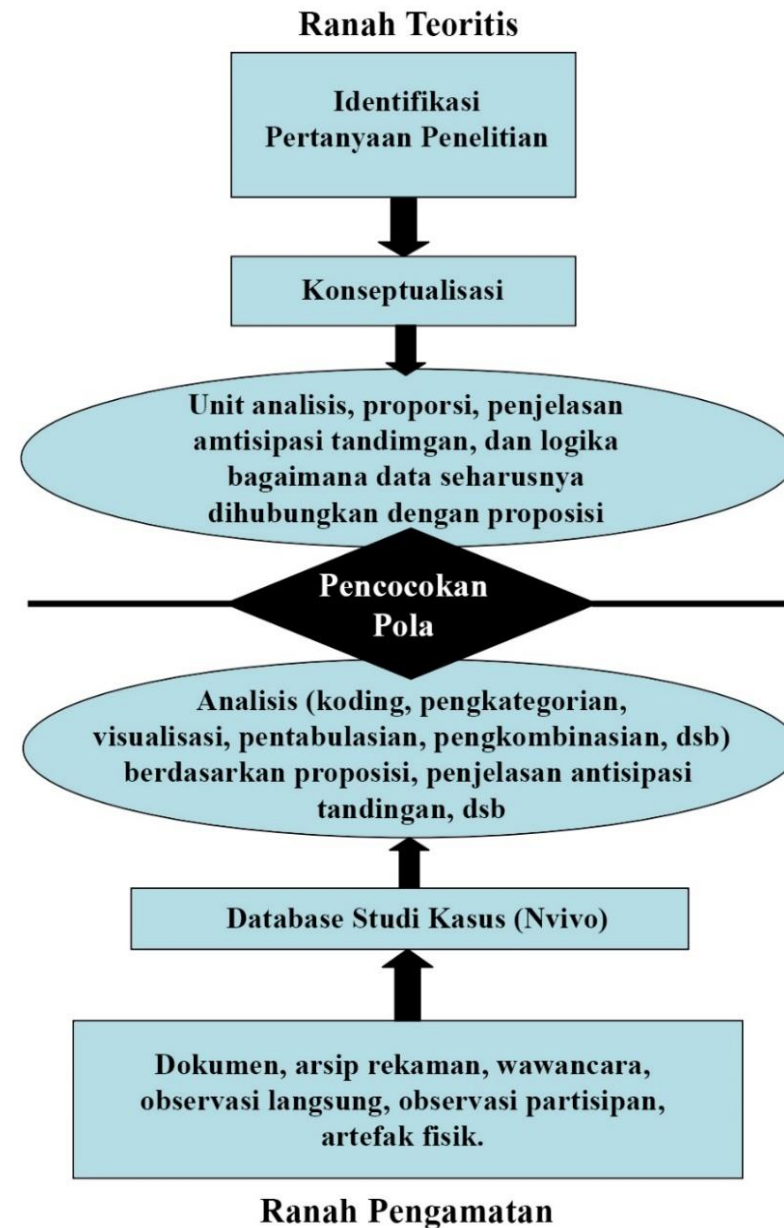 Ranah Teoritis
Identifikasi
Pertanyaan Penelitian
Konseptualisasi
Unit analisis, proporsi, penjelasan
amtisipasi tandimgan, dan logika
bagaimana data seharusnya
dihubungkan dengan proposisi
Pencocokan
Pola
Analisis (koding, pengkategorian,
visualisasi, pentabulasian, pengkombinasian, dsb)
berdasarkan proposisi, penjelasan antisipasi
tandingan, dsb
Database Studi Kasus (Nvivo)
Dokumen, arsip rekaman, wawancara,
observasi langsung, observasi partisipan,
artefak fisik.
Ranah Pengamatan